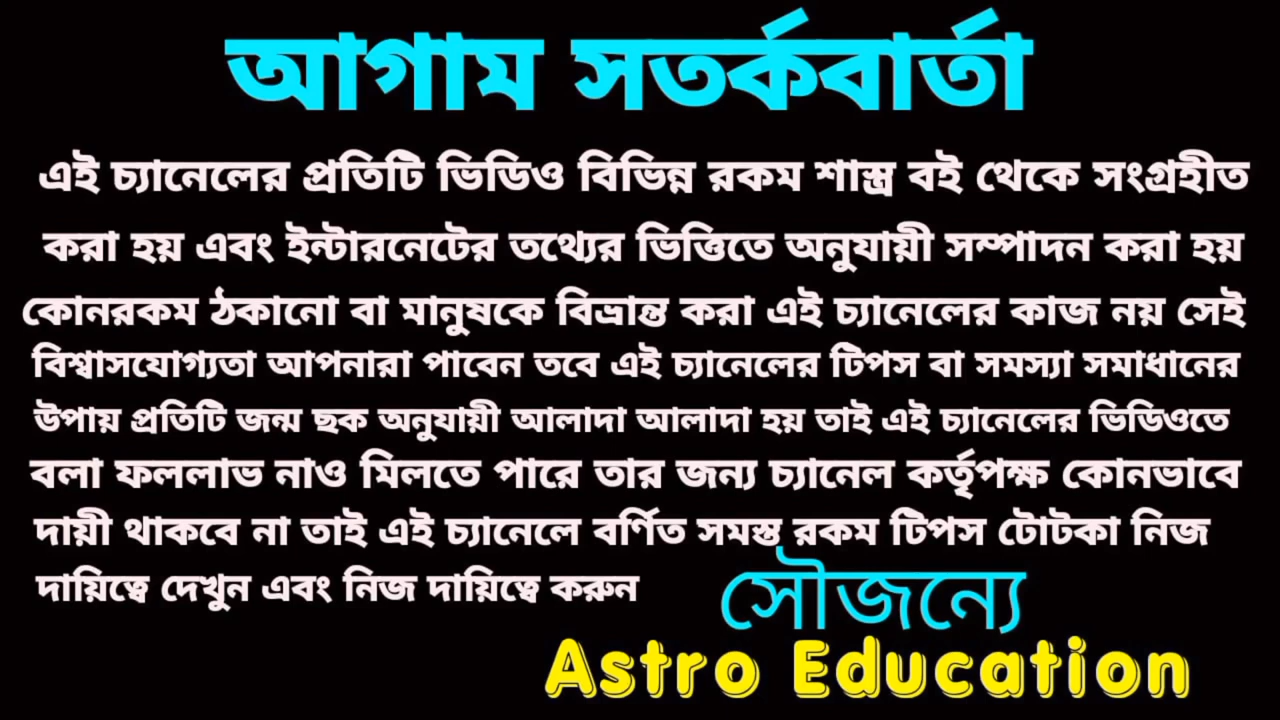 আগাম সতর্কবার্তা
এই চ্যানেলের প্রতিটি ভিডিও বিভিন্ন রকম শাস্ত্র বই থেকে সংগ্রহীত
করা হয় এবং ইন্টারনেটের তথ্যের ভিত্তিতে অনুযায়ী সম্পাদন করা হয়
কোনরকম ঠকানো বা মানুষকে বিভ্রান্ত করা এই চ্যানেলের কাজ নয় সেই
বিশ্বাসযোগ্যতা আপনারা পাবেন তবে এই চ্যানেলের টিপস বা সমস্যা সমাধানের
উপায় প্রতিটি জন্ম ছক অনুযায়ী আলাদা আলাদা হয় তাই এই চ্যানেলের ভিডিওতে
বলা ফললাভ নাও মিলতে পারে তার জন্য চ্যানেল কর্তৃপক্ষ কোনভাবে
দায়ী থাকবে না তাই এই চ্যানেলে বর্ণিত সমস্ত রকম টিপস টোটকা নিজ
দায়িত্বে দেখুন এবং নিজ দায়িত্বে করুন
সৌজন্যে
Astro Education